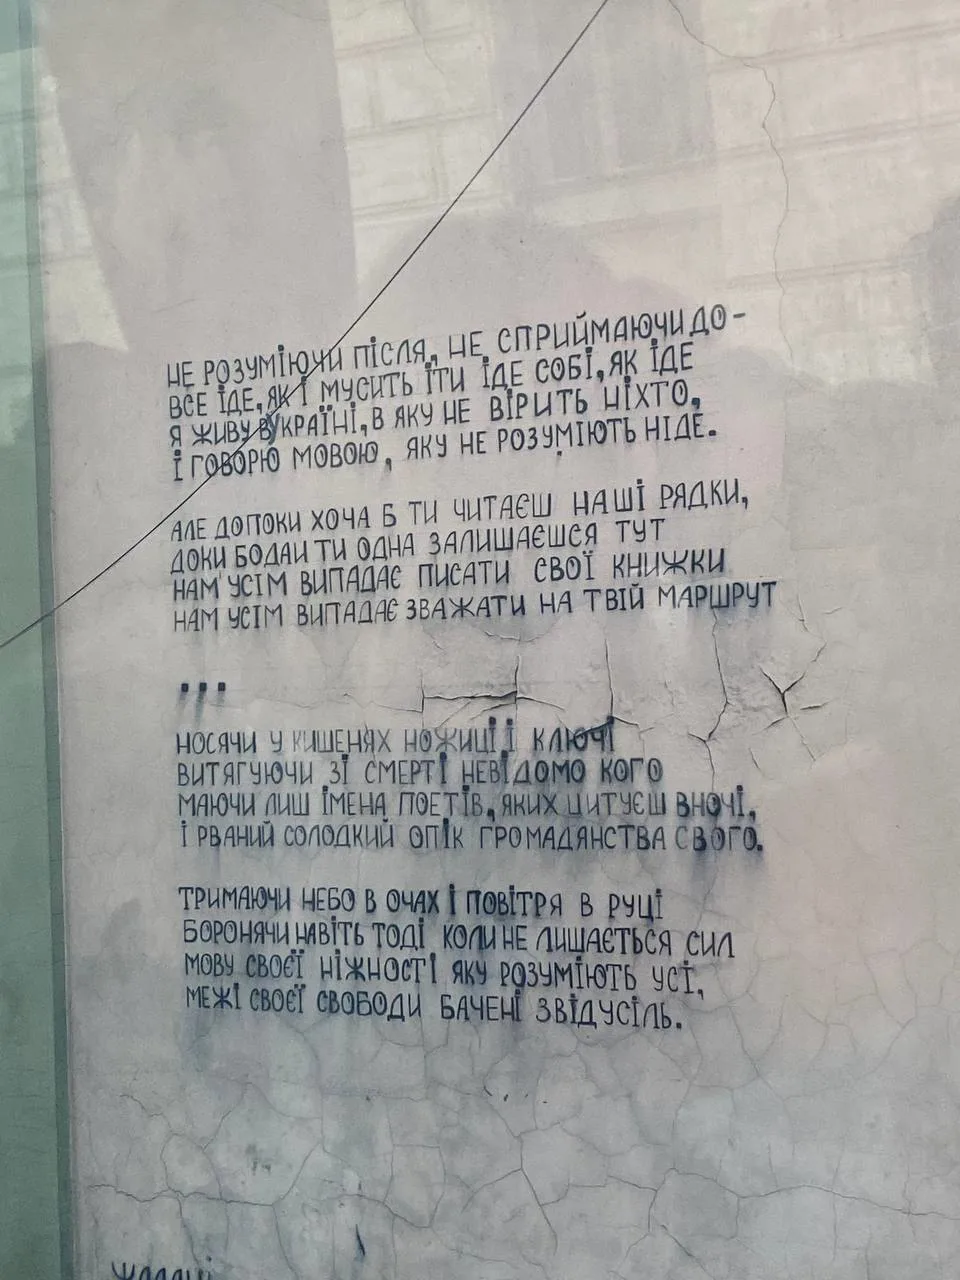 НЕ РОЗУМІЮЧИ ПІСЛЯ, НЕ СПРИЙМАЮЧИ ДО -
ВСЕ ІДЕ, ЯК І МУСИТЬ ІТИ ІДЕ СОБІ, ЯК ІДЕ
Я ЖИВУ В УКРАЇНІ, В ЯКУ НЕ ВІРИТЬ НІХТО,
І ГОВОРЮ МОВОЮ, ЯКУ НЕ РОЗУМІЮТЬ НІДЕ.
АЛЕ ДОПОКИ ХОЧА Б ТИ ЧИТАЄШ НАШІ РЯДКИ,
ДОКИ БОДАЙ ТИ ОДНА ЗАЛИШАЄШСЯ ТУТ
НАМ УСІМ ВИПАДАЄ ПИСАТИ СВОЇ КНИЖКИ
НАМ УСІМ ВИПАДАЄ ЗВАЖАТИ НА ТВІЙ МАРШРУТ
...
НОСЯЧИ У КИШЕНЯХ НОЖИЦІ І КЛЮЧІ
ВИТЯГУЮЧИ ЗІ СМЕРТІ НЕВІДОМО КОГО
МАЮЧИ ЛИШ ІМЕНА ПОЕТІВ, ЯКИХ ЦИТУЄШ ВНОЧІ,
І РВАНИЙ СОЛОДКИЙ ОПІК ГРОМАДЯНСТВА СВОГО.
ТРИМАЮЧИ НЕБО В ОЧАХ І ПОВІТРЯ В РУЦІ
БОРОНЯЧИ НАВІТЬ ТОДІ КОЛИ НЕ ЛИШАЄТЬСЯ СИЛ
МОВУ СВОЄЇ НІЖНОСТІ ЯКУ РОЗУМІЮТЬ УСІ,
МЕЖІ СВОЄЇ СВОБОДИ БАЧЕНІ ЗВІДУСІЛЬ.